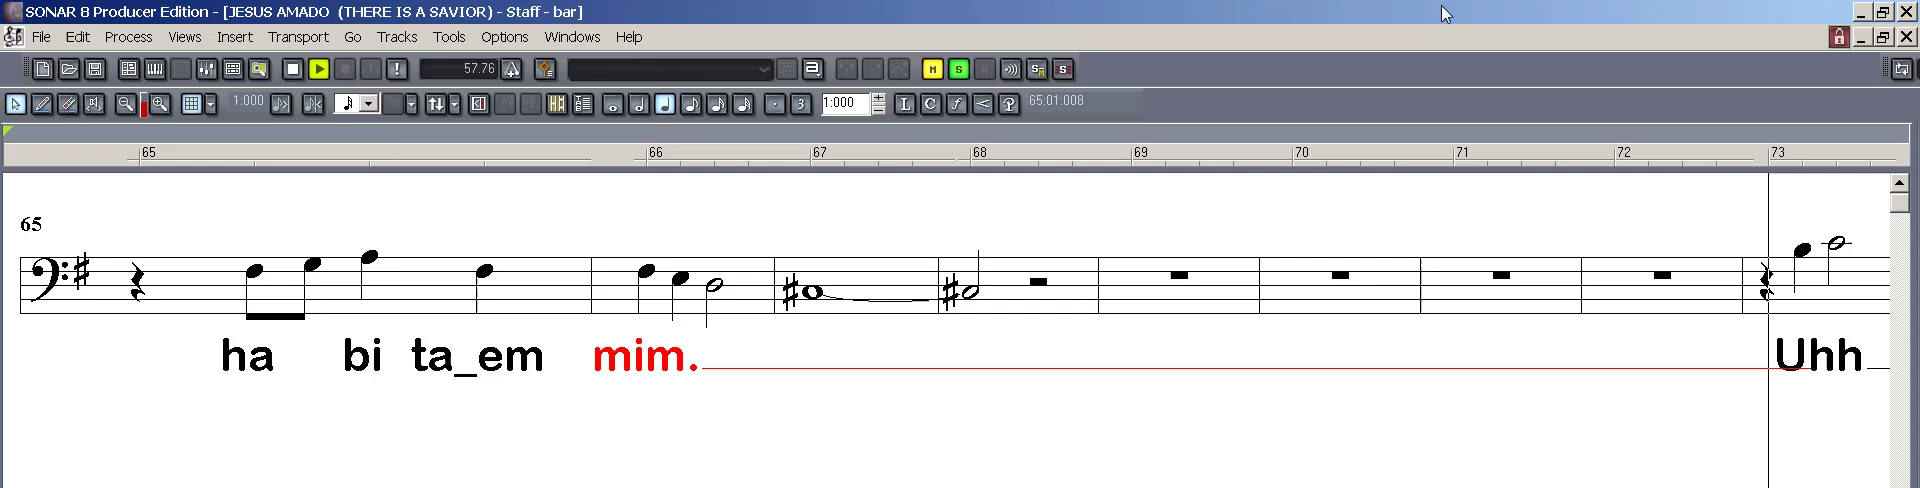 SONAR 8 Producer Edition - [JESUS AMADO (THERE IS A SAVIOR) - Staff - bar]
File Edit Process Views Insert Transport Go Tracks Tools Options Windows Help
57.76 M S
1:000 3 1:000 L C 65:01:008
65 66 67 68 69 70 71 72 73
65
ha bi ta_em mim. Uhh